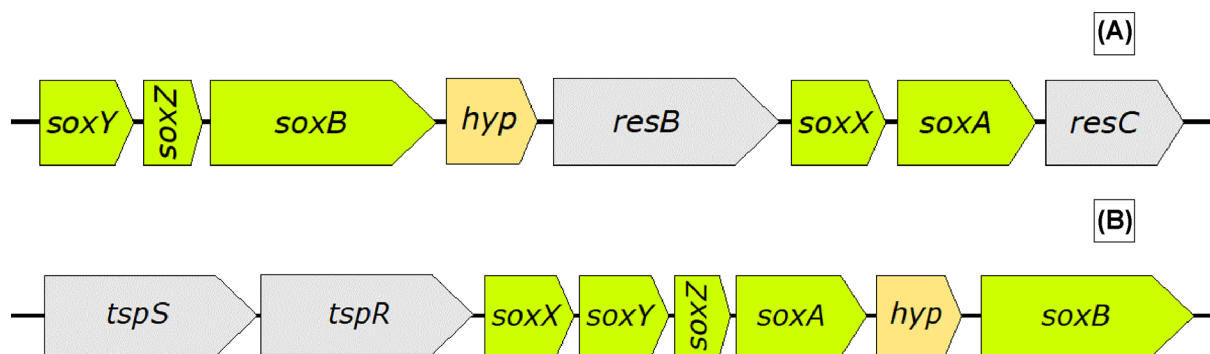 (A)
soxY soxZ soxB hyp resB soxX soxA resC
(B)
tspS tspR soxX soxY soxZ soxA hyp soxB